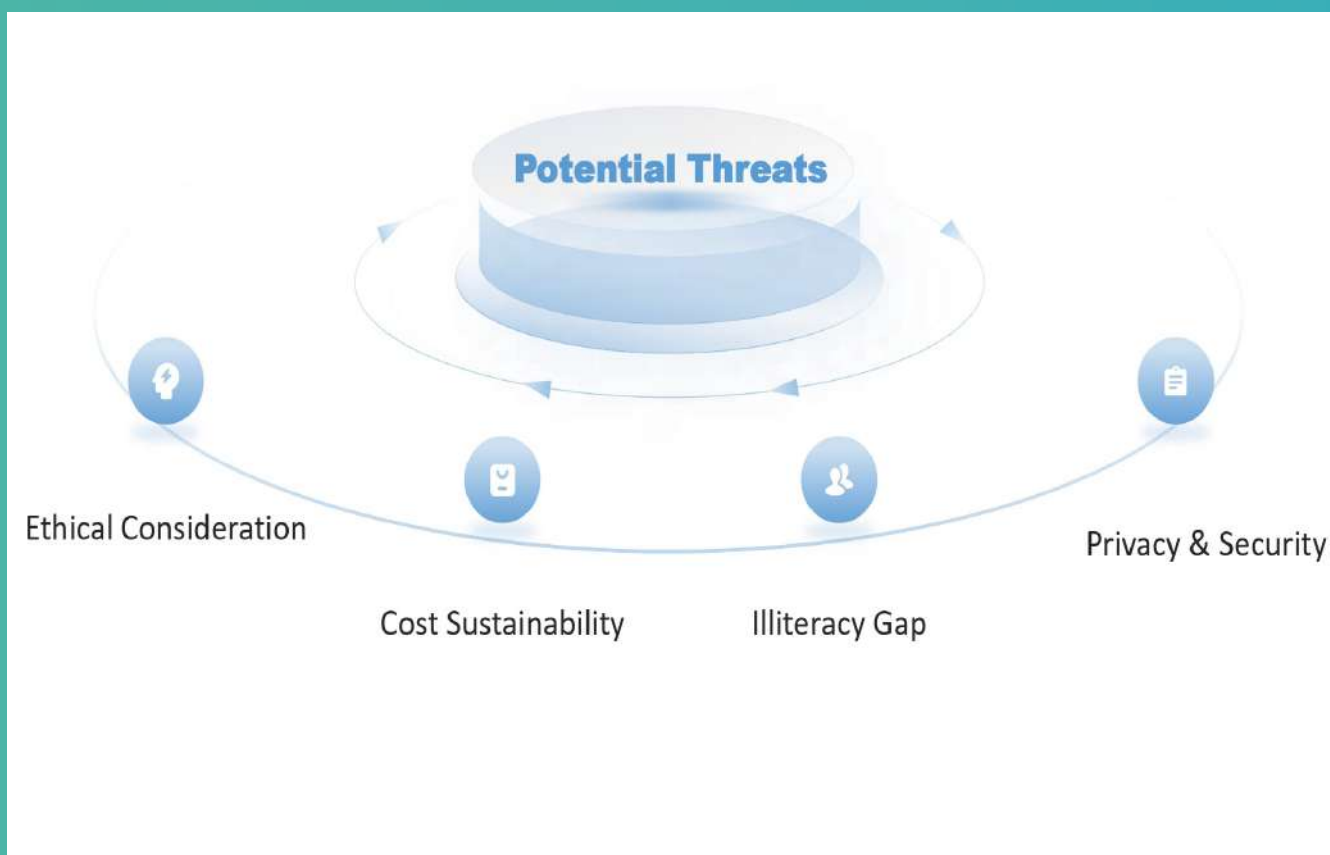 Potential Threats
Ethical Consideration
Privacy & Security
Cost Sustainability
Illiteracy Gap